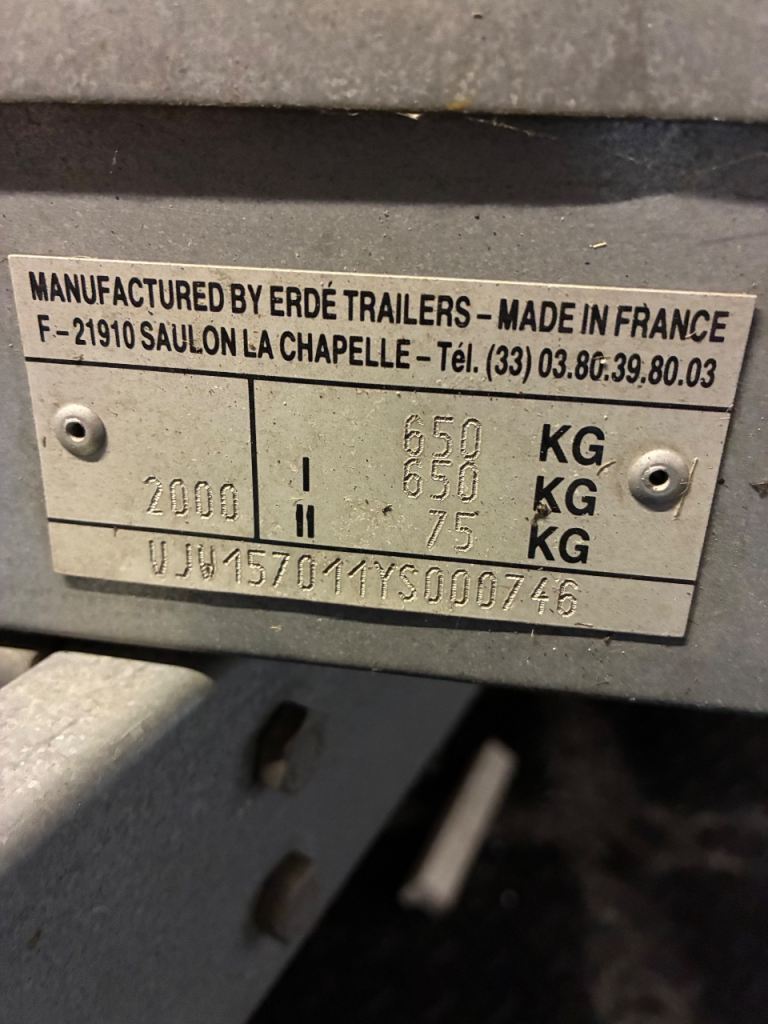 MANUFACTURED BY ERDÉ TRAILERS – MADE IN FRANCE
F – 21910 SAULON LA CHAPELLE – Tél. (33) 03.80.39.80.03
650 KG
I 650 KG
2000 II 75 KG
VJW157011YS000746